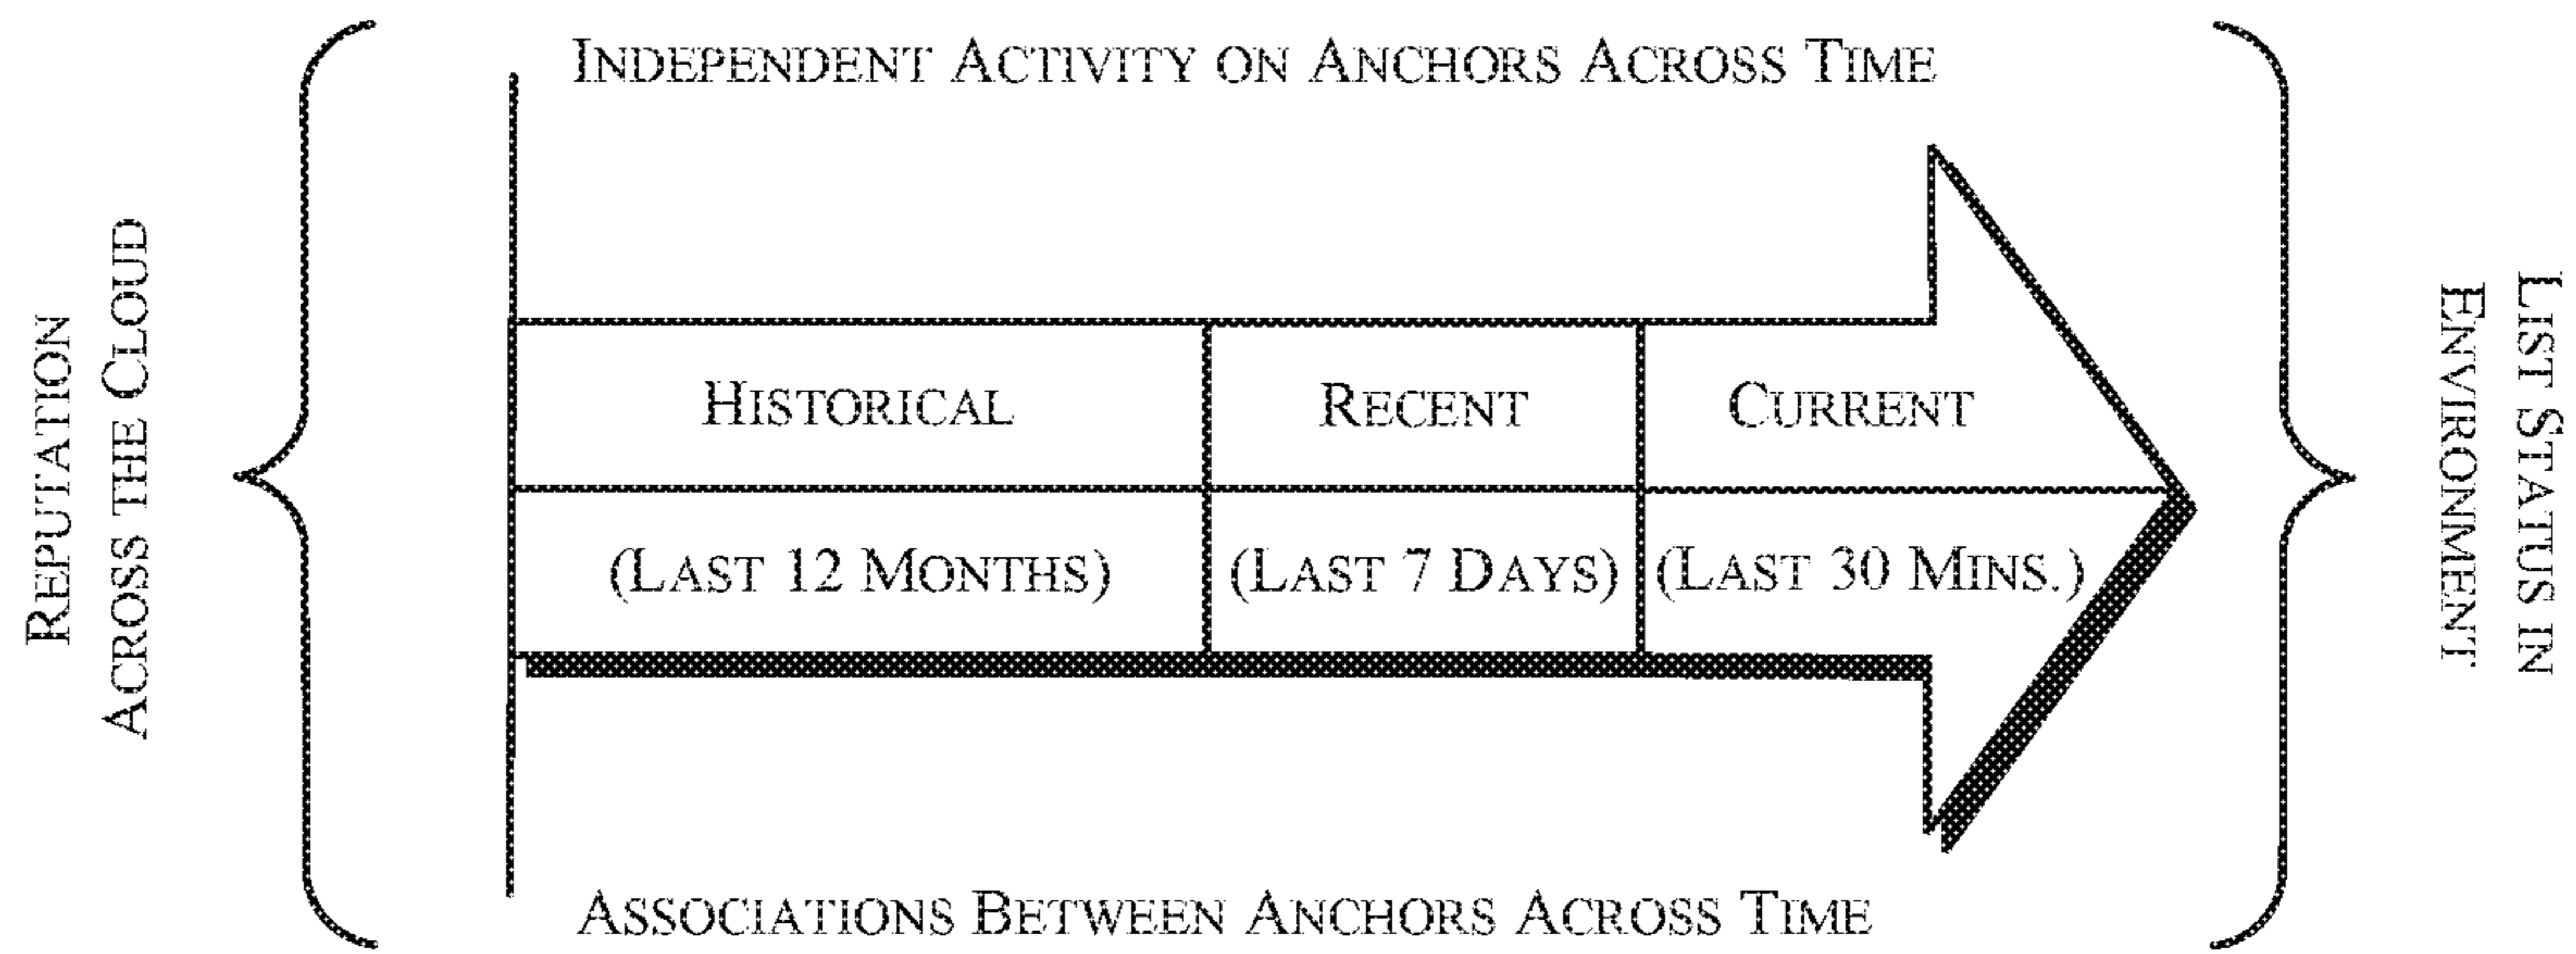 INDEPENDENT ACTIVITY ON ANCHORS ACROSS TIME
REPUTATION
ACROSS THE CLOUD
HISTORICAL
RECENT
CURRENT
(LAST 12 MONTHS)
(LAST 7 DAYS)
(LAST 30 MINS.)
LIST STATUS IN
ENVIRONMENT
ASSOCIATIONS BETWEEN ANCHORS ACROSS TIME